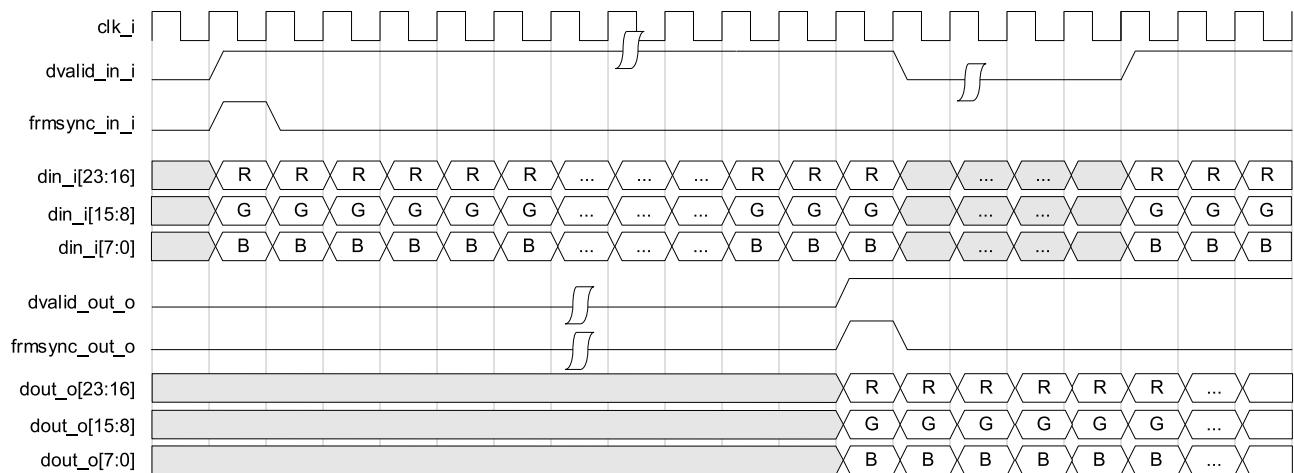 clk_i
dvalid_in_i
frmsync_in_i
din_i[23:16] R R R R R R ... ... ... R R R ... ... R R R
din_i[15:8] G G G G G G ... ... ... G G G ... ... G G G
din_i[7:0] B B B B B B ... ... ... B B B ... ... B B B
dvalid_out_o
frmsync_out_o
dout_o[23:16] R R R R R R ...
dout_o[15:8] G G G G G G ...
dout_o[7:0] B B B B B B ...